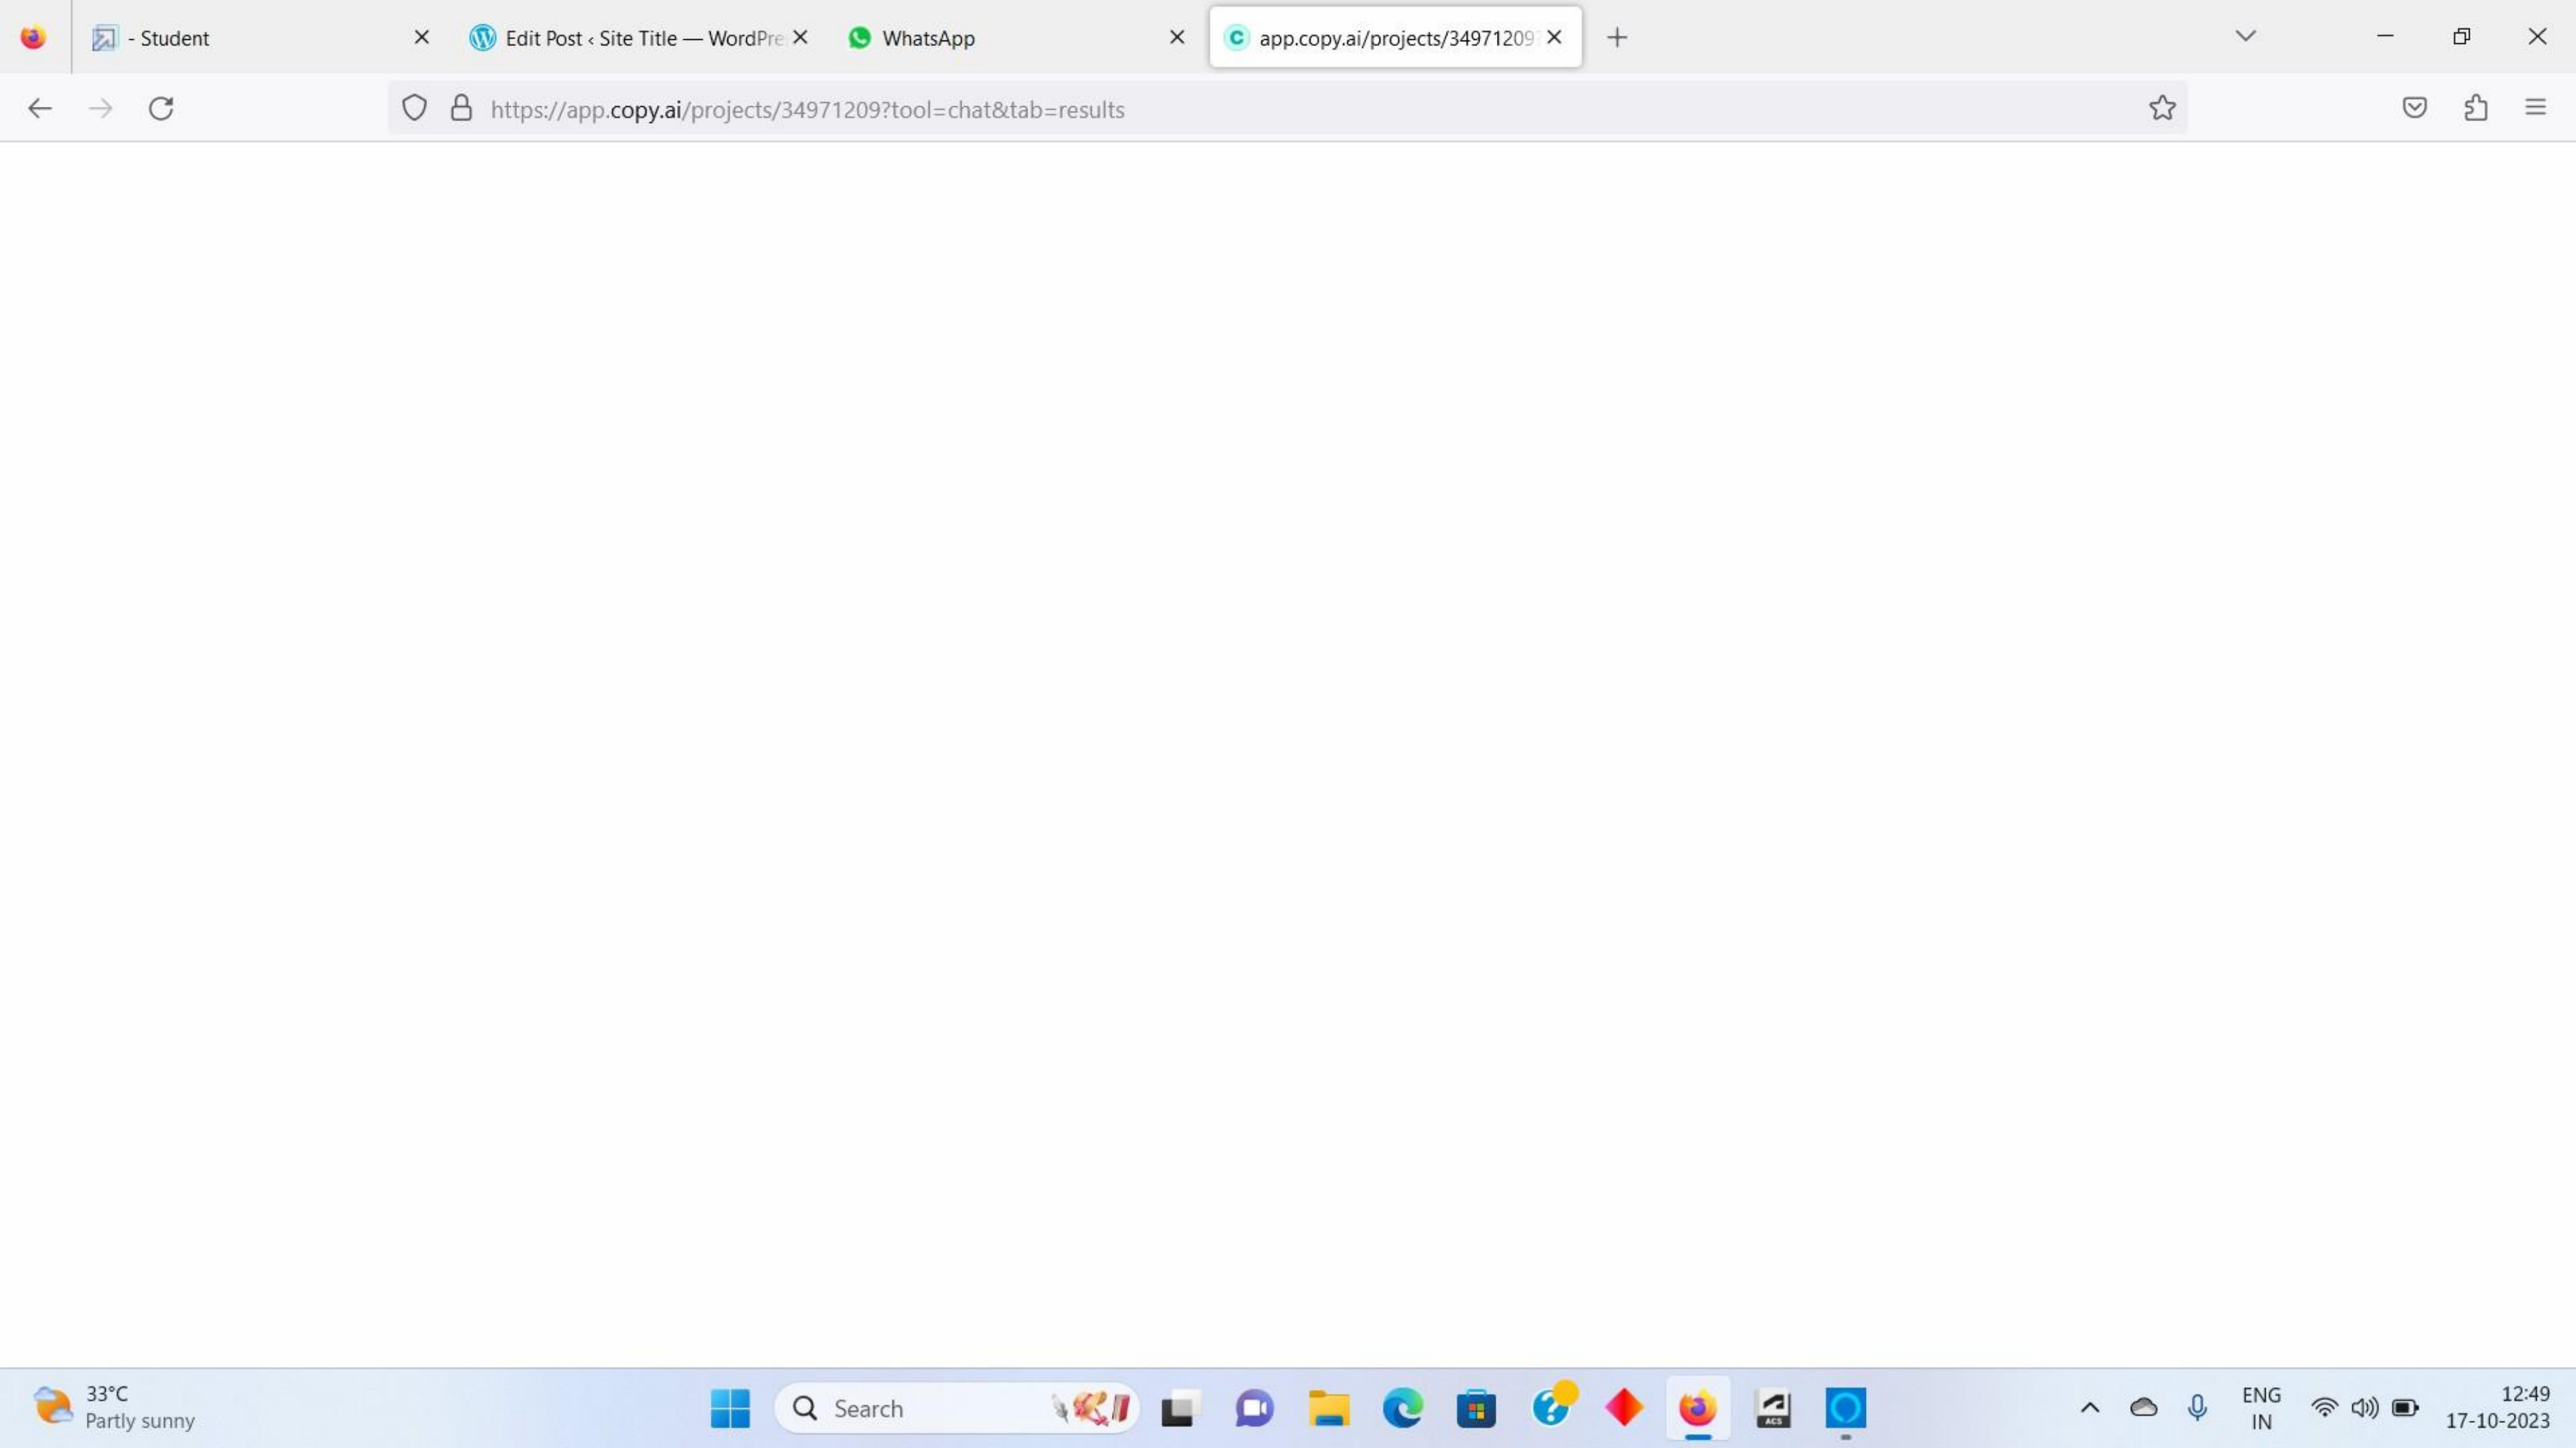 - Student
Edit Post ‹ Site Title — WordPre
WhatsApp
app.copy.ai/projects/34971209
https://app.copy.ai/projects/34971209?tool=chat&tab=results
33°C
Partly sunny
Search
ACS
ENG
IN
12:49
17-10-2023